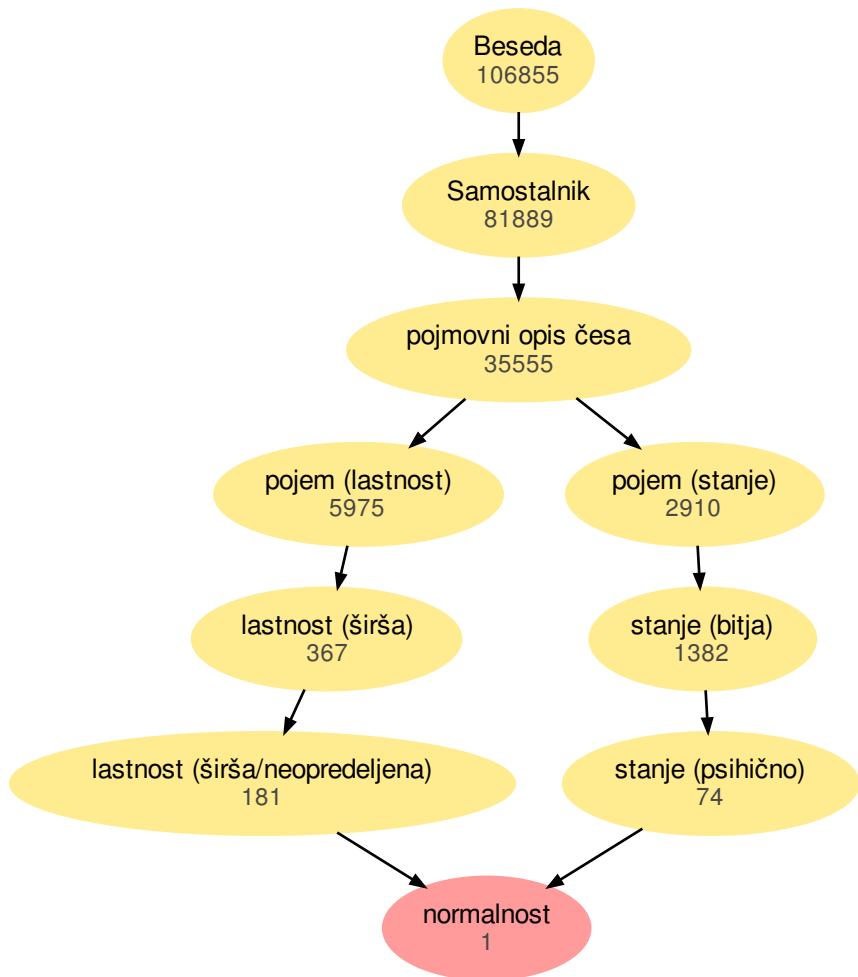 Beseda
106855
Samostalnik
81889
pojmovni opis česa
35555
pojem (lastnost)
5975
pojem (stanje)
2910
lastnost (širša)
367
stanje (bitja)
1382
lastnost (širša/neopredeljena)
181
stanje (psihično)
74
normalnost
1